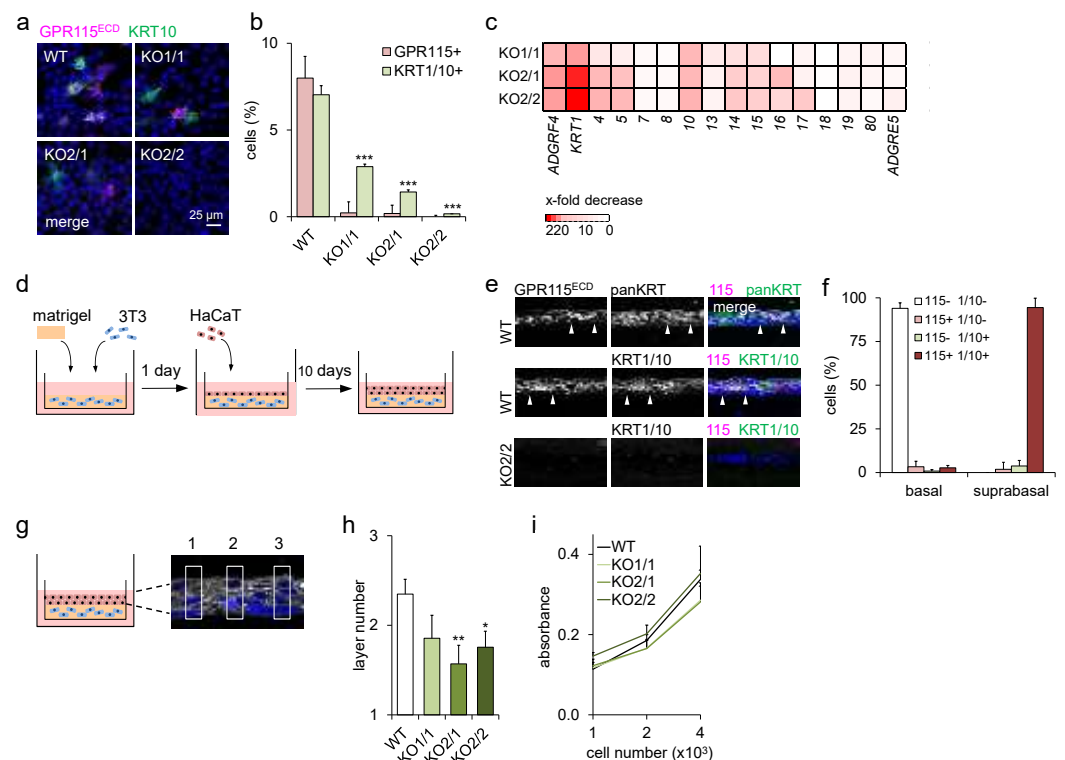 a
GPR115ECD KRT10
WT
KO1/1
KO2/1
KO2/2
merge
25 µm
b
10
5
0
cells (%)
GPR115+
KRT1/10+
***
***
***
WT
KO1/1
KO2/1
KO2/2
c
KO1/1
KO2/1
KO2/2
ADGRF4
KRT1
4
5
7
8
10
13
14
15
16
17
18
19
80
ADGRE5
x-fold decrease
220 10 0
d
matrigel
3T3
HaCaT
1 day
10 days
e
GPR115ECD panKRT 115 panKRT
merge
WT
KRT1/10 115 KRT1/10
WT
KRT1/10 115 KRT1/10
KO2/2
f
100
75
50
25
0
cells (%)
115- 1/10-
115+ 1/10-
115- 1/10+
115+ 1/10+
basal suprabasal
g
1 2 3
h
3
2
1
layer number
**
*
WT
KO1/1
KO2/1
KO2/2
i
0.4
0.2
0.0
absorbance
WT
KO1/1
KO2/1
KO2/2
1 2 4
cell number (x10³)